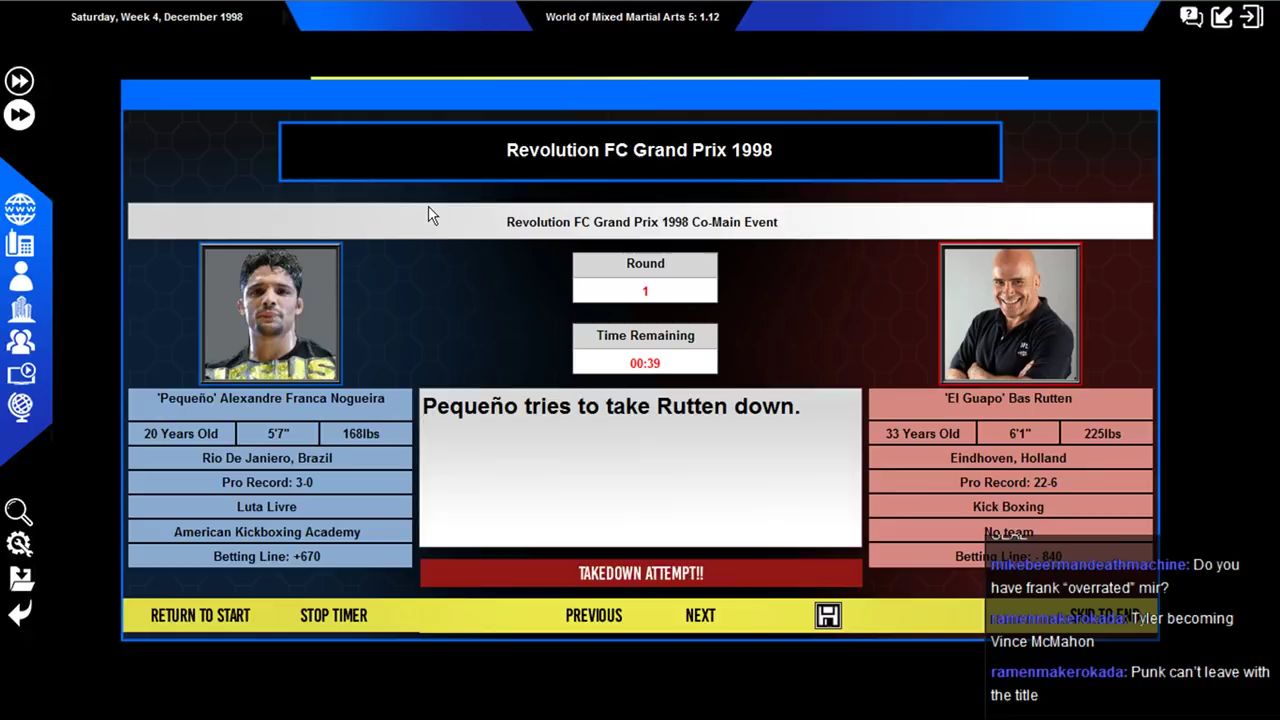 Saturday, Week 4, December 1998
World of Mixed Martial Arts 5: 1.12
Revolution FC Grand Prix 1998
Revolution FC Grand Prix 1998 Co-Main Event
Round
1
Time Remaining
00:39
'Pequeño' Alexandre Franca Nogueira
20 Years Old
5'7"
168lbs
Rio De Janiero, Brazil
Pro Record: 3-0
Luta Livre
American Kickboxing Academy
Betting Line: +670
Pequeño tries to take Rutten down.
TAKEDOWN ATTEMPT!!
'El Guapo' Bas Rutten
33 Years Old
6'1"
225lbs
Eindhoven, Holland
Pro Record: 22-6
Kick Boxing
No team
Betting Line: - 840
RETURN TO START
STOP TIMER
PREVIOUS
NEXT
SKIP TO END
mikebeermandeathmachine: Do you
have frank “overrated” mir?
ramenmakerokada: Tyler becoming
Vince McMahon
ramenmakerokada: Punk can’t leave with
the title